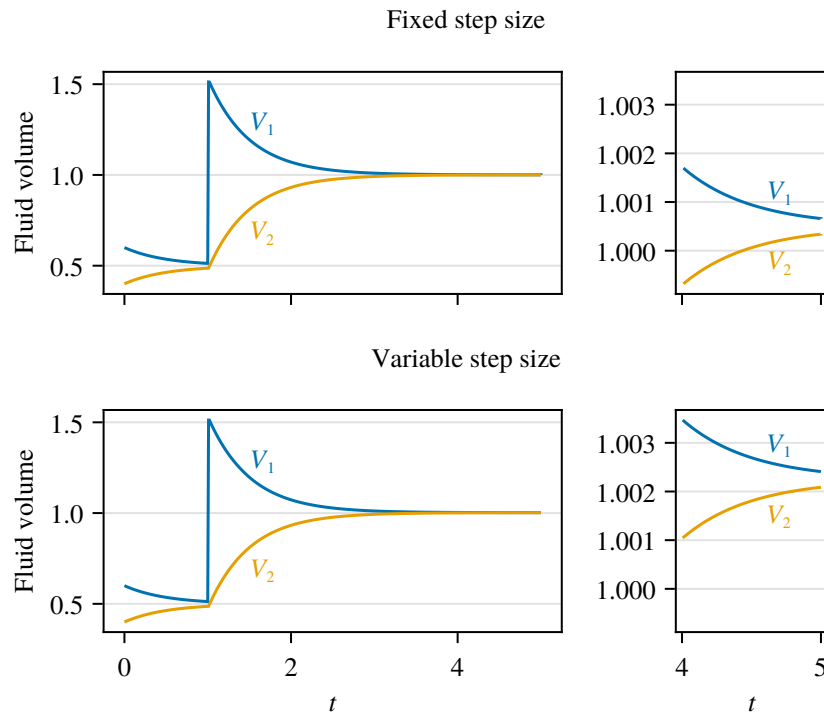 Fixed step size
Fluid volume
1.5
1.0
0.5
V1
V2
1.003
1.002
1.001
1.000
V1
V2
Variable step size
Fluid volume
1.5
1.0
0.5
V1
V2
0 2 4
t
1.003
1.002
1.001
1.000
V1
V2
4 5
t